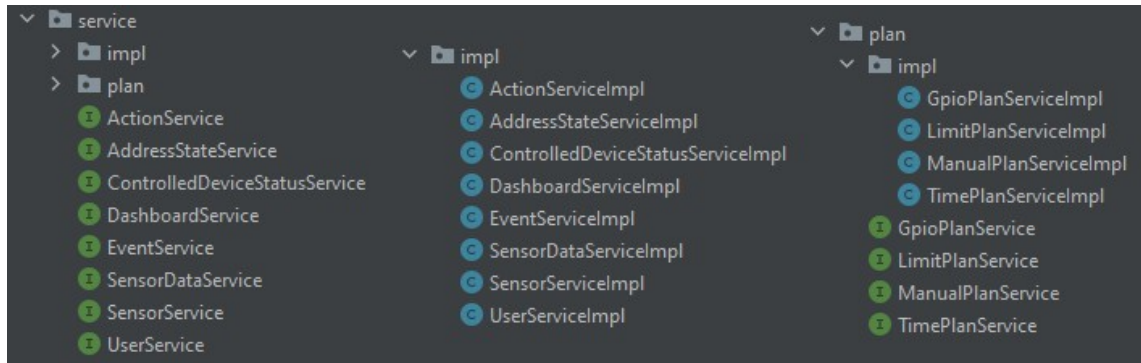 service
impl
plan
ActionService
AddressStateService
ControlledDeviceStatusService
DashboardService
EventService
SensorDataService
SensorService
UserService
impl
ActionServiceImpl
AddressStateServiceImpl
ControlledDeviceStatusServiceImpl
DashboardServiceImpl
EventServiceImpl
SensorDataServiceImpl
SensorServiceImpl
UserServiceImpl
plan
impl
GpioPlanServiceImpl
LimitPlanServiceImpl
ManualPlanServiceImpl
TimePlanServiceImpl
GpioPlanService
LimitPlanService
ManualPlanService
TimePlanService